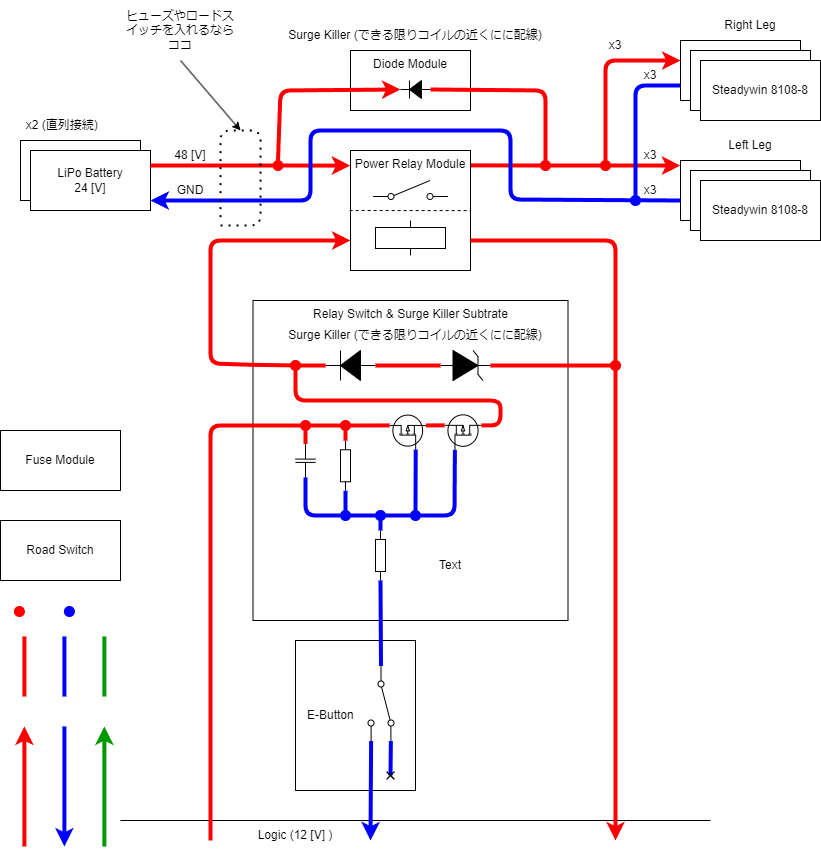 ヒューズやロードス
イッチを入れるなら
ココ
Surge Killer (できる限りコイルの近くにに配線)
Right Leg
x3
Diode Module
x3
Steadywin 8108-8
x2 (直列接続)
48 [V]
Power Relay Module
x3
Left Leg
LiPo Battery
24 [V]
GND
x3
Steadywin 8108-8
Relay Switch & Surge Killer Subtrate
Surge Killer (できる限りコイルの近くにに配線)
Fuse Module
Road Switch
Text
E-Button
Logic (12 [V] )